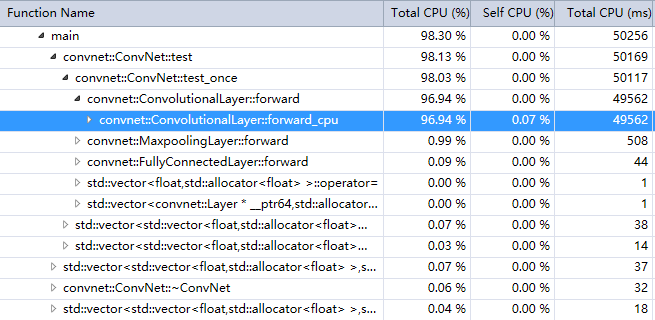 Function Name Total CPU (%) Self CPU (%) Total CPU (ms)
main 98.30 % 0.00 % 50256
convnet::ConvNet::test 98.13 % 0.00 % 50169
convnet::ConvNet::test_once 98.03 % 0.00 % 50117
convnet::ConvolutionalLayer::forward 96.94 % 0.00 % 49562
convnet::ConvolutionalLayer::forward_cpu 96.94 % 0.07 % 49562
convnet::MaxpoolingLayer::forward 0.99 % 0.00 % 508
convnet::FullyConnectedLayer::forward 0.09 % 0.00 % 44
std::vector<float,std::allocator<float> >::operator= 0.00 % 0.00 % 1
std::vector<convnet::Layer * __ptr64,std::allocator... 0.00 % 0.00 % 1
std::vector<std::vector<float,std::allocator<float>... 0.07 % 0.00 % 38
std::vector<std::vector<float,std::allocator<float>... 0.03 % 0.00 % 14
std::vector<std::vector<float,std::allocator<float> >,s... 0.07 % 0.00 % 37
convnet::ConvNet::~ConvNet 0.06 % 0.00 % 32
std::vector<std::vector<float,std::allocator<float> >,s... 0.04 % 0.00 % 18